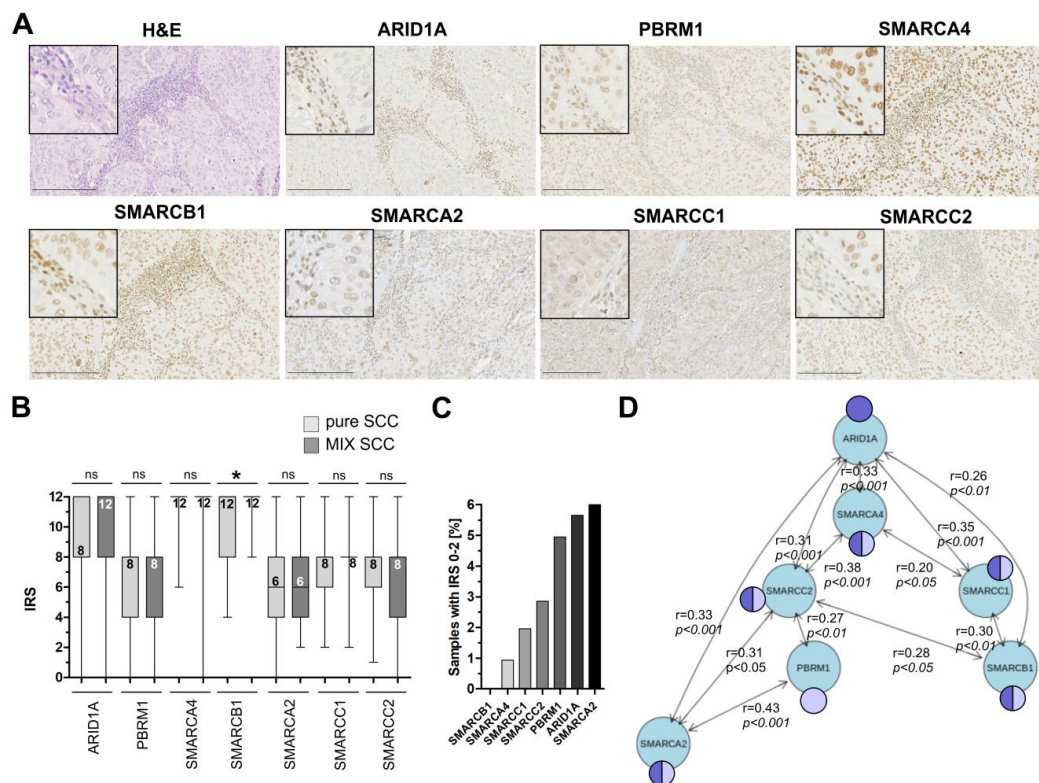 A
H&E ARID1A PBRM1 SMARCA4
SMARCB1 SMARCA2 SMARCC1 SMARCC2
B
pure SCC
MIX SCC
ns ns ns * ns ns ns
IRS
12
10
8
6
4
2
0
8 12 8 8 12 12 12 12 6 6 8 8 8 8
ARID1A PBRM1 SMARCA4 SMARCB1 SMARCA2 SMARCC1 SMARCC2
C
Samples with IRS 0-2 [%]
6
5
4
3
2
1
0
SMARCB1 SMARCA4 SMARCC1 SMARCC2 PBRM1 ARID1A SMARCA2
D
ARID1A
r=0.33
p<0.001
r=0.26
p<0.01
SMARCA4
r=0.35
p<0.001
r=0.31
p<0.001
r=0.38
p<0.001
r=0.20
p<0.05
SMARCC2
SMARCC1
r=0.33
p<0.001
r=0.27
p<0.01
r=0.30
p<0.01
r=0.31
p<0.05
PBRM1
r=0.28
p<0.05
SMARCB1
r=0.43
p<0.001
SMARCA2